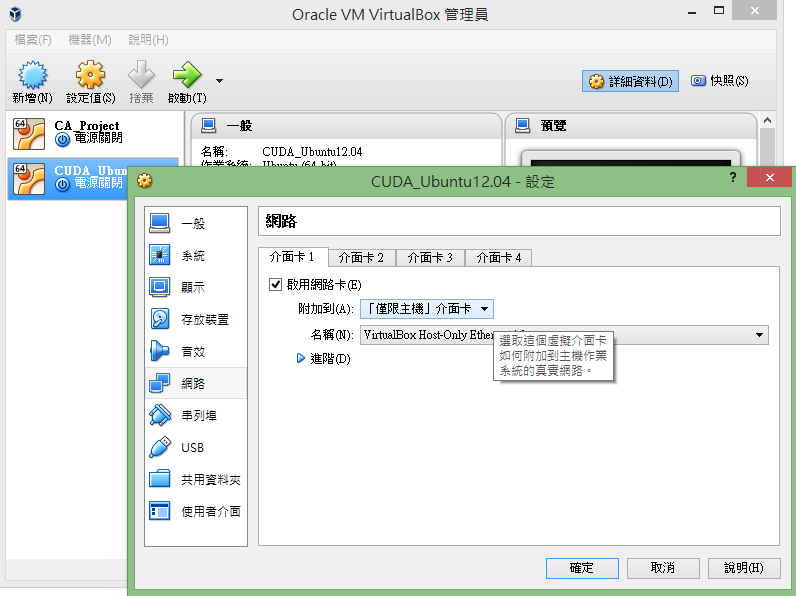 Oracle VM VirtualBox 管理員
檔案(F) 機器(M) 說明(H)
新增(N) 設定值(S) 捨棄 啟動(T) 詳細資料(D) 快照(S)
64 CA_Project
電源關閉
64 CUDA_Ubun
電源關閉
一般
名稱: CUDA_Ubuntu12.04
作業系統: Ubuntu (64-bit)
預覽
CUDA_Ubuntu12.04 - 設定 ?
一般
系統
顯示
存放裝置
音效
網路
串列埠
USB
共用資料夾
使用者介面
網路
介面卡 1 介面卡 2 介面卡 3 介面卡 4
啟用網路卡(E)
附加到(A): 「僅限主機」介面卡
名稱(N): VirtualBox Host-Only
進階(D)
選取這個虛擬介面卡
如何附加到主機作業
系統的真實網路。
確定 取消 說明(H)